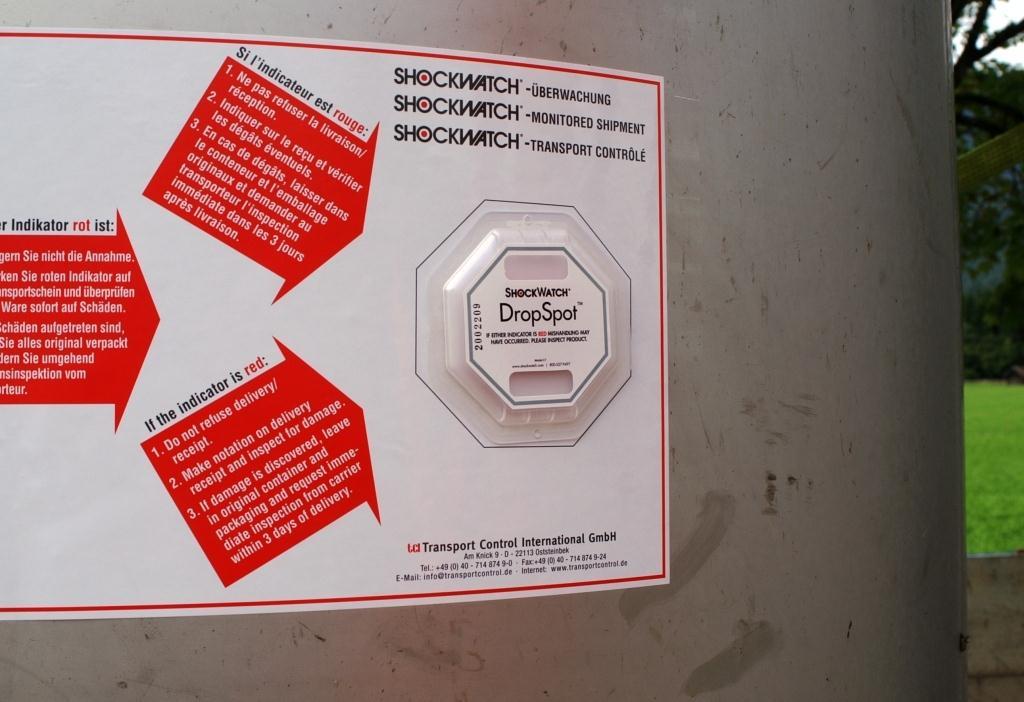 Si l'indicateur est rouge:
1. Ne pas refuser la livraison/
réception.
2. Indiquer sur le reçu et vérifier
les dégâts éventuels.
3. En cas de dégâts, laisser dans
le conteneur et l'emballage
originaux et demander au
transporteur l'inspection
immédiate dans les 3 jours
après livraison.
er Indikator rot ist:
gern Sie nicht die Annahme.
rken Sie roten Indikator auf
nsportschein und überprüfen
Ware sofort auf Schäden.
Schäden aufgetreten sind,
Sie alles original verpackt
dern Sie umgehend
nsinspektion vom
rteur.
If the indicator is red:
1. Do not refuse delivery/
receipt.
2. Make notation on delivery
receipt and inspect for damage.
3. If damage is discovered, leave
in original container and
packaging and request imme-
diate inspection from carrier
within 3 days of delivery.
SHOCKWATCH® -ÜBERWACHUNG
SHOCKWATCH® -MONITORED SHIPMENT
SHOCKWATCH® -TRANSPORT CONTRÔLÉ
2002209
SHOCKWATCH®
DropSpot™
IF EITHER INDICATOR IS RED MISHANDLING MAY
HAVE OCCURRED. PLEASE INSPECT PRODUCT.
www.shockwatch.com
tci Transport Control International GmbH
Am Knick 9 · D - 22113 Oststeinbek
Tel.: +49 (0) 40 - 714 874 9-0 · Fax:+49 (0) 40 - 714 874 9-24
E-Mail: info@transportcontrol.de · Internet: www.transportcontrol.de